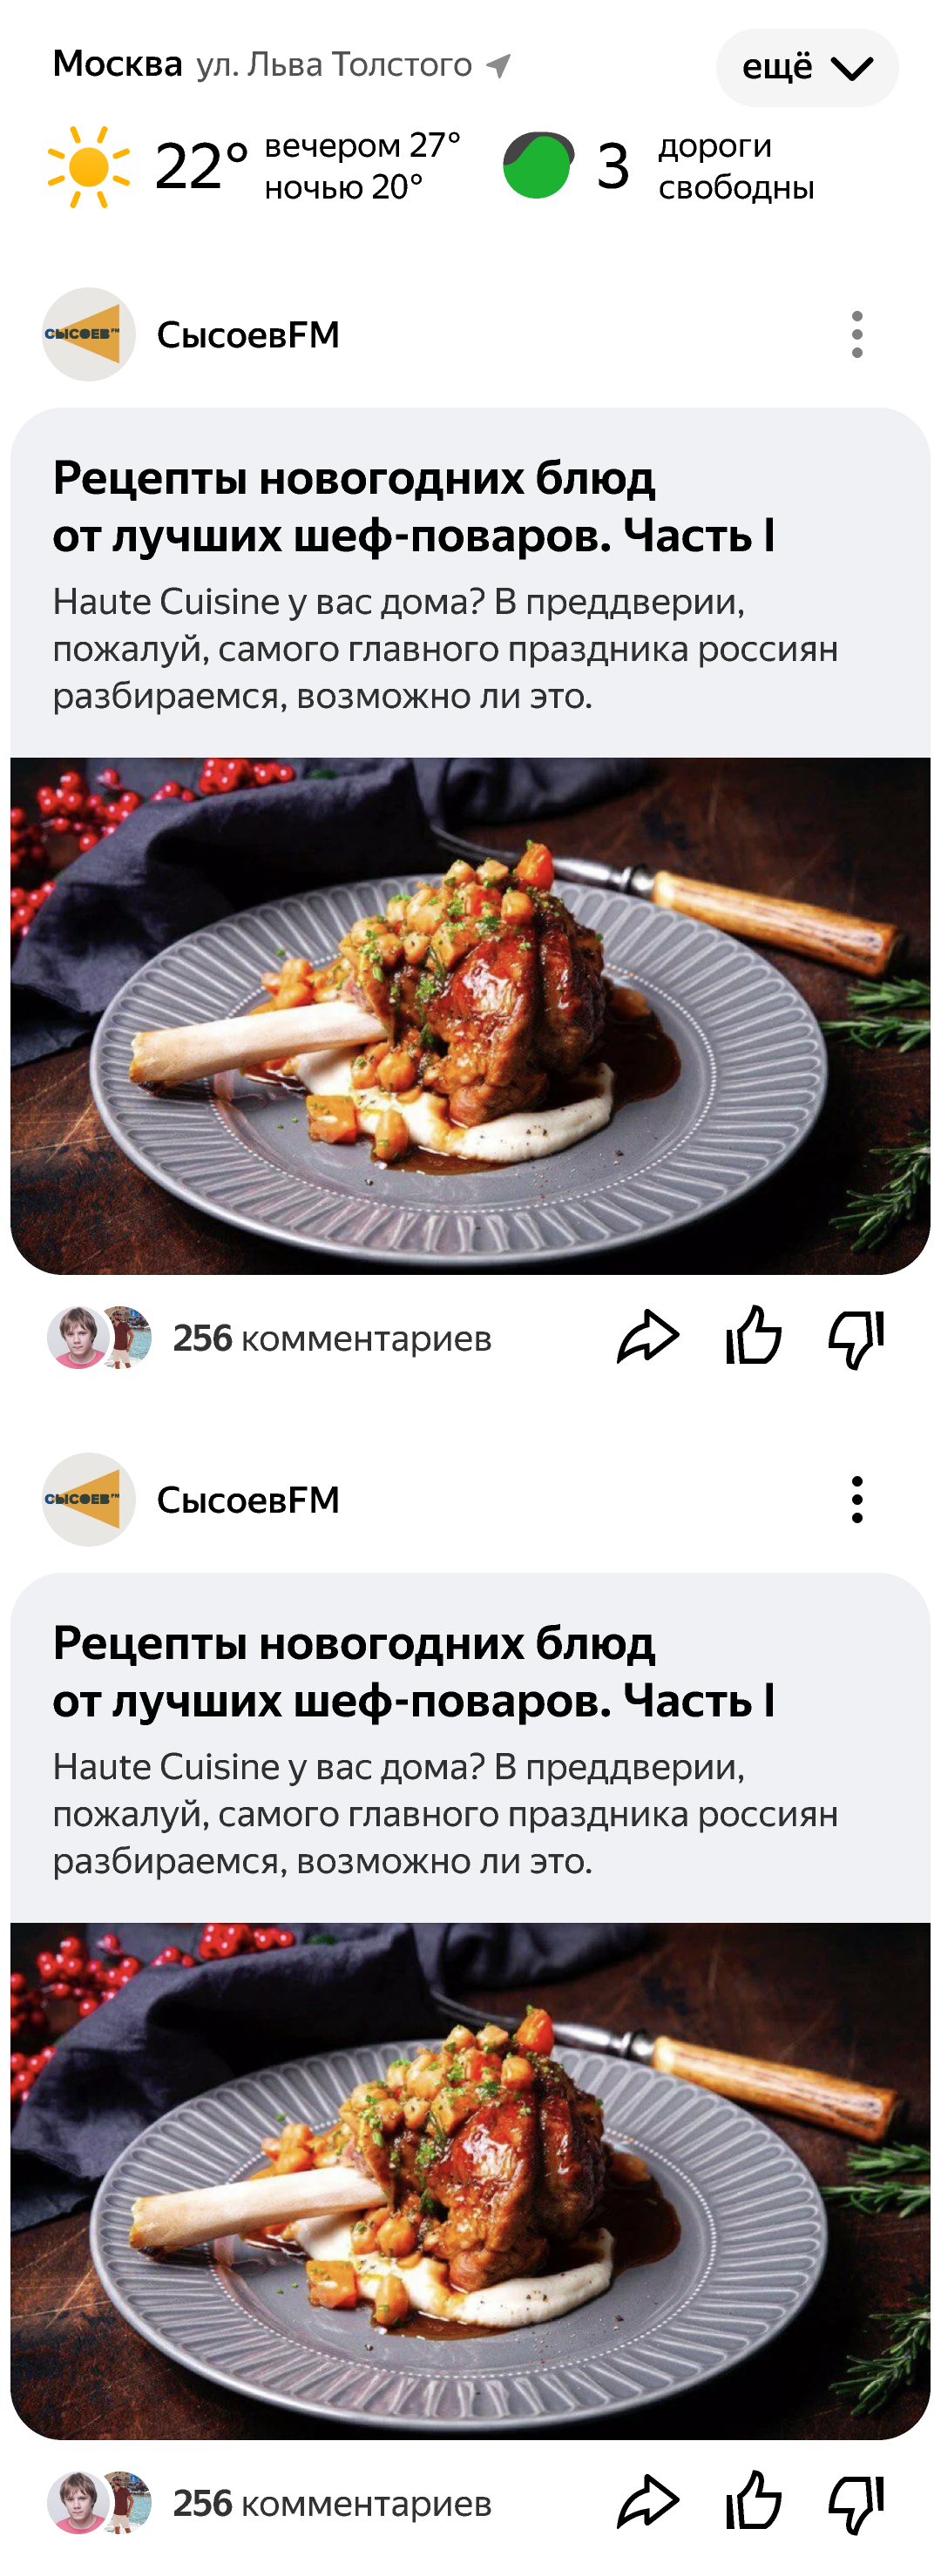 Москва ул. Льва Толстого
ещё
22° вечером 27°
ночью 20°
3 дороги
свободны
СЫСОЕВ FM
СысоевFM
Рецепты новогодних блюд
от лучших шеф-поваров. Часть I
Haute Cuisine у вас дома? В преддверии,
пожалуй, самого главного праздника россиян
разбираемся, возможно ли это.
256 комментариев
СЫСОЕВ FM
СысоевFM
Рецепты новогодних блюд
от лучших шеф-поваров. Часть I
Haute Cuisine у вас дома? В преддверии,
пожалуй, самого главного праздника россиян
разбираемся, возможно ли это.
256 комментариев